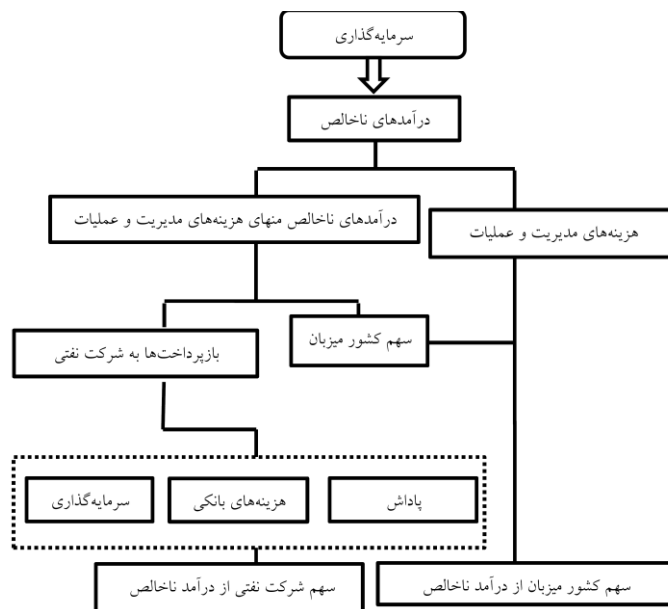 سرمایه‌گذاری
درآمدهای ناخالص
درآمدهای ناخالص منهای هزینه‌های مدیریت و عملیات
هزینه‌های مدیریت و عملیات
سهم کشور میزبان
بازپرداخت‌ها به شرکت نفتی
پاداش
هزینه‌های بانکی
سرمایه‌گذاری
سهم کشور میزبان از درآمد ناخالص
سهم شرکت نفتی از درآمد ناخالص